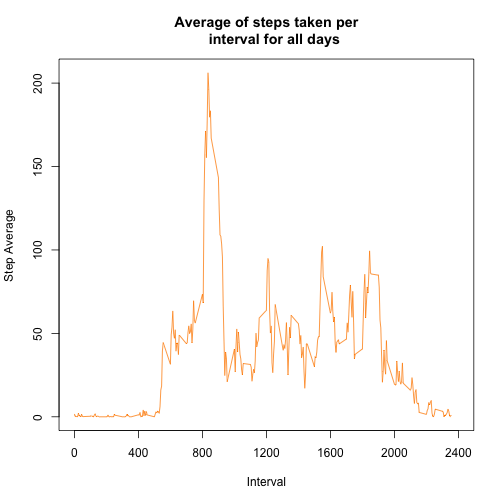 Average of steps taken per
interval for all days
Step Average
200
150
100
50
0
0 400 800 1200 1600 2000 2400
Interval